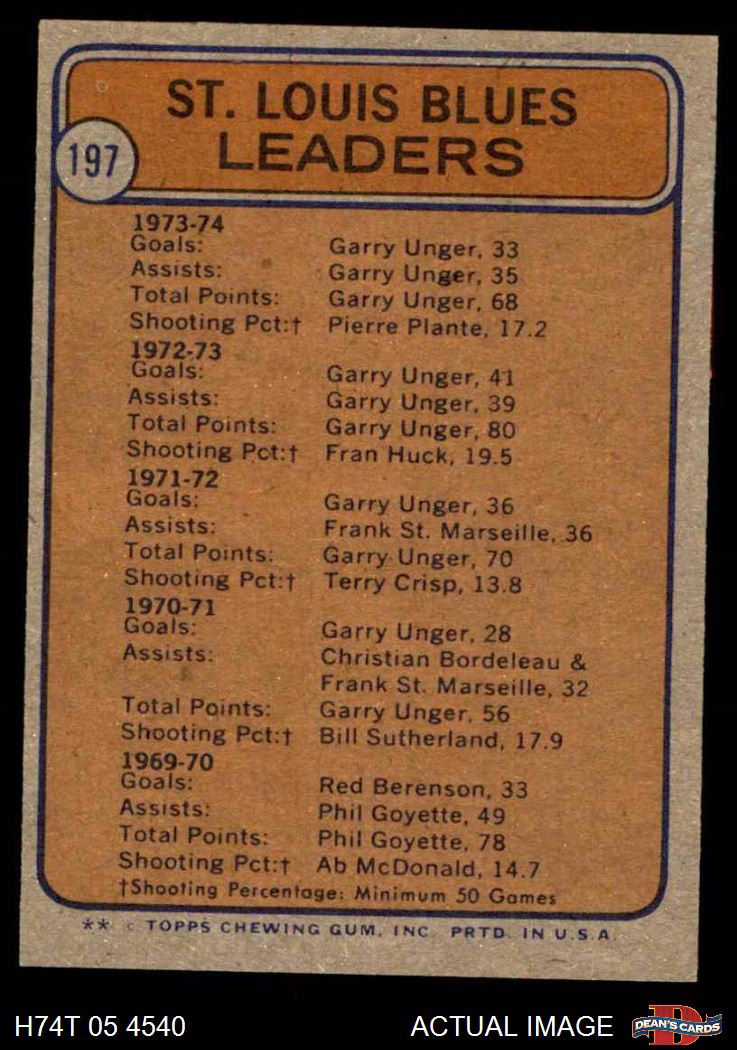 ST. LOUIS BLUES
LEADERS
197
1973-74
Goals: Garry Unger, 33
Assists: Garry Unger, 35
Total Points: Garry Unger, 68
Shooting Pct:† Pierre Plante, 17.2
1972-73
Goals: Garry Unger, 41
Assists: Garry Unger, 39
Total Points: Garry Unger, 80
Shooting Pct:† Fran Huck, 19.5
1971-72
Goals: Garry Unger, 36
Assists: Frank St. Marseille, 36
Total Points: Garry Unger, 70
Shooting Pct:† Terry Crisp, 13.8
1970-71
Goals: Garry Unger, 28
Assists: Christian Bordeleau &
Frank St. Marseille, 32
Total Points: Garry Unger, 56
Shooting Pct:† Bill Sutherland, 17.9
1969-70
Goals: Red Berenson, 33
Assists: Phil Goyette, 49
Total Points: Phil Goyette, 78
Shooting Pct:† Ab McDonald, 14.7
†Shooting Percentage: Minimum 50 Games
** © TOPPS CHEWING GUM, INC. PRTD. IN U.S.A.
H74T 05 4540 ACTUAL IMAGE DEAN'S CARDS